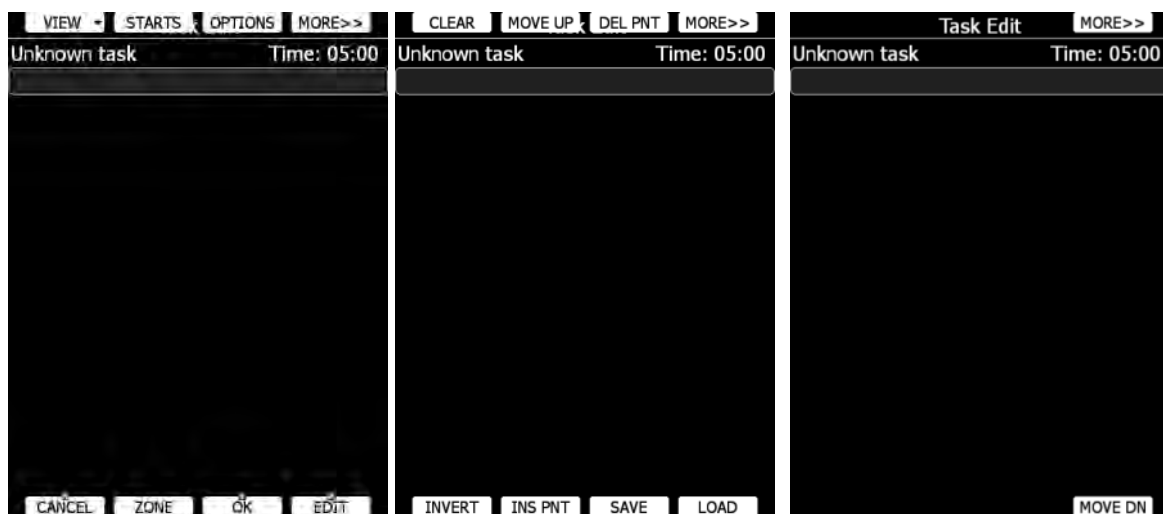 VIEW STARTS OPTIONS MORE>>
Unknown task Time: 05:00
CANCEL ZONE OK EDIT
CLEAR MOVE UP DEL PNT MORE>>
Unknown task Time: 05:00
INVERT INS PNT SAVE LOAD
Task Edit MORE>>
Unknown task Time: 05:00
MOVE DN